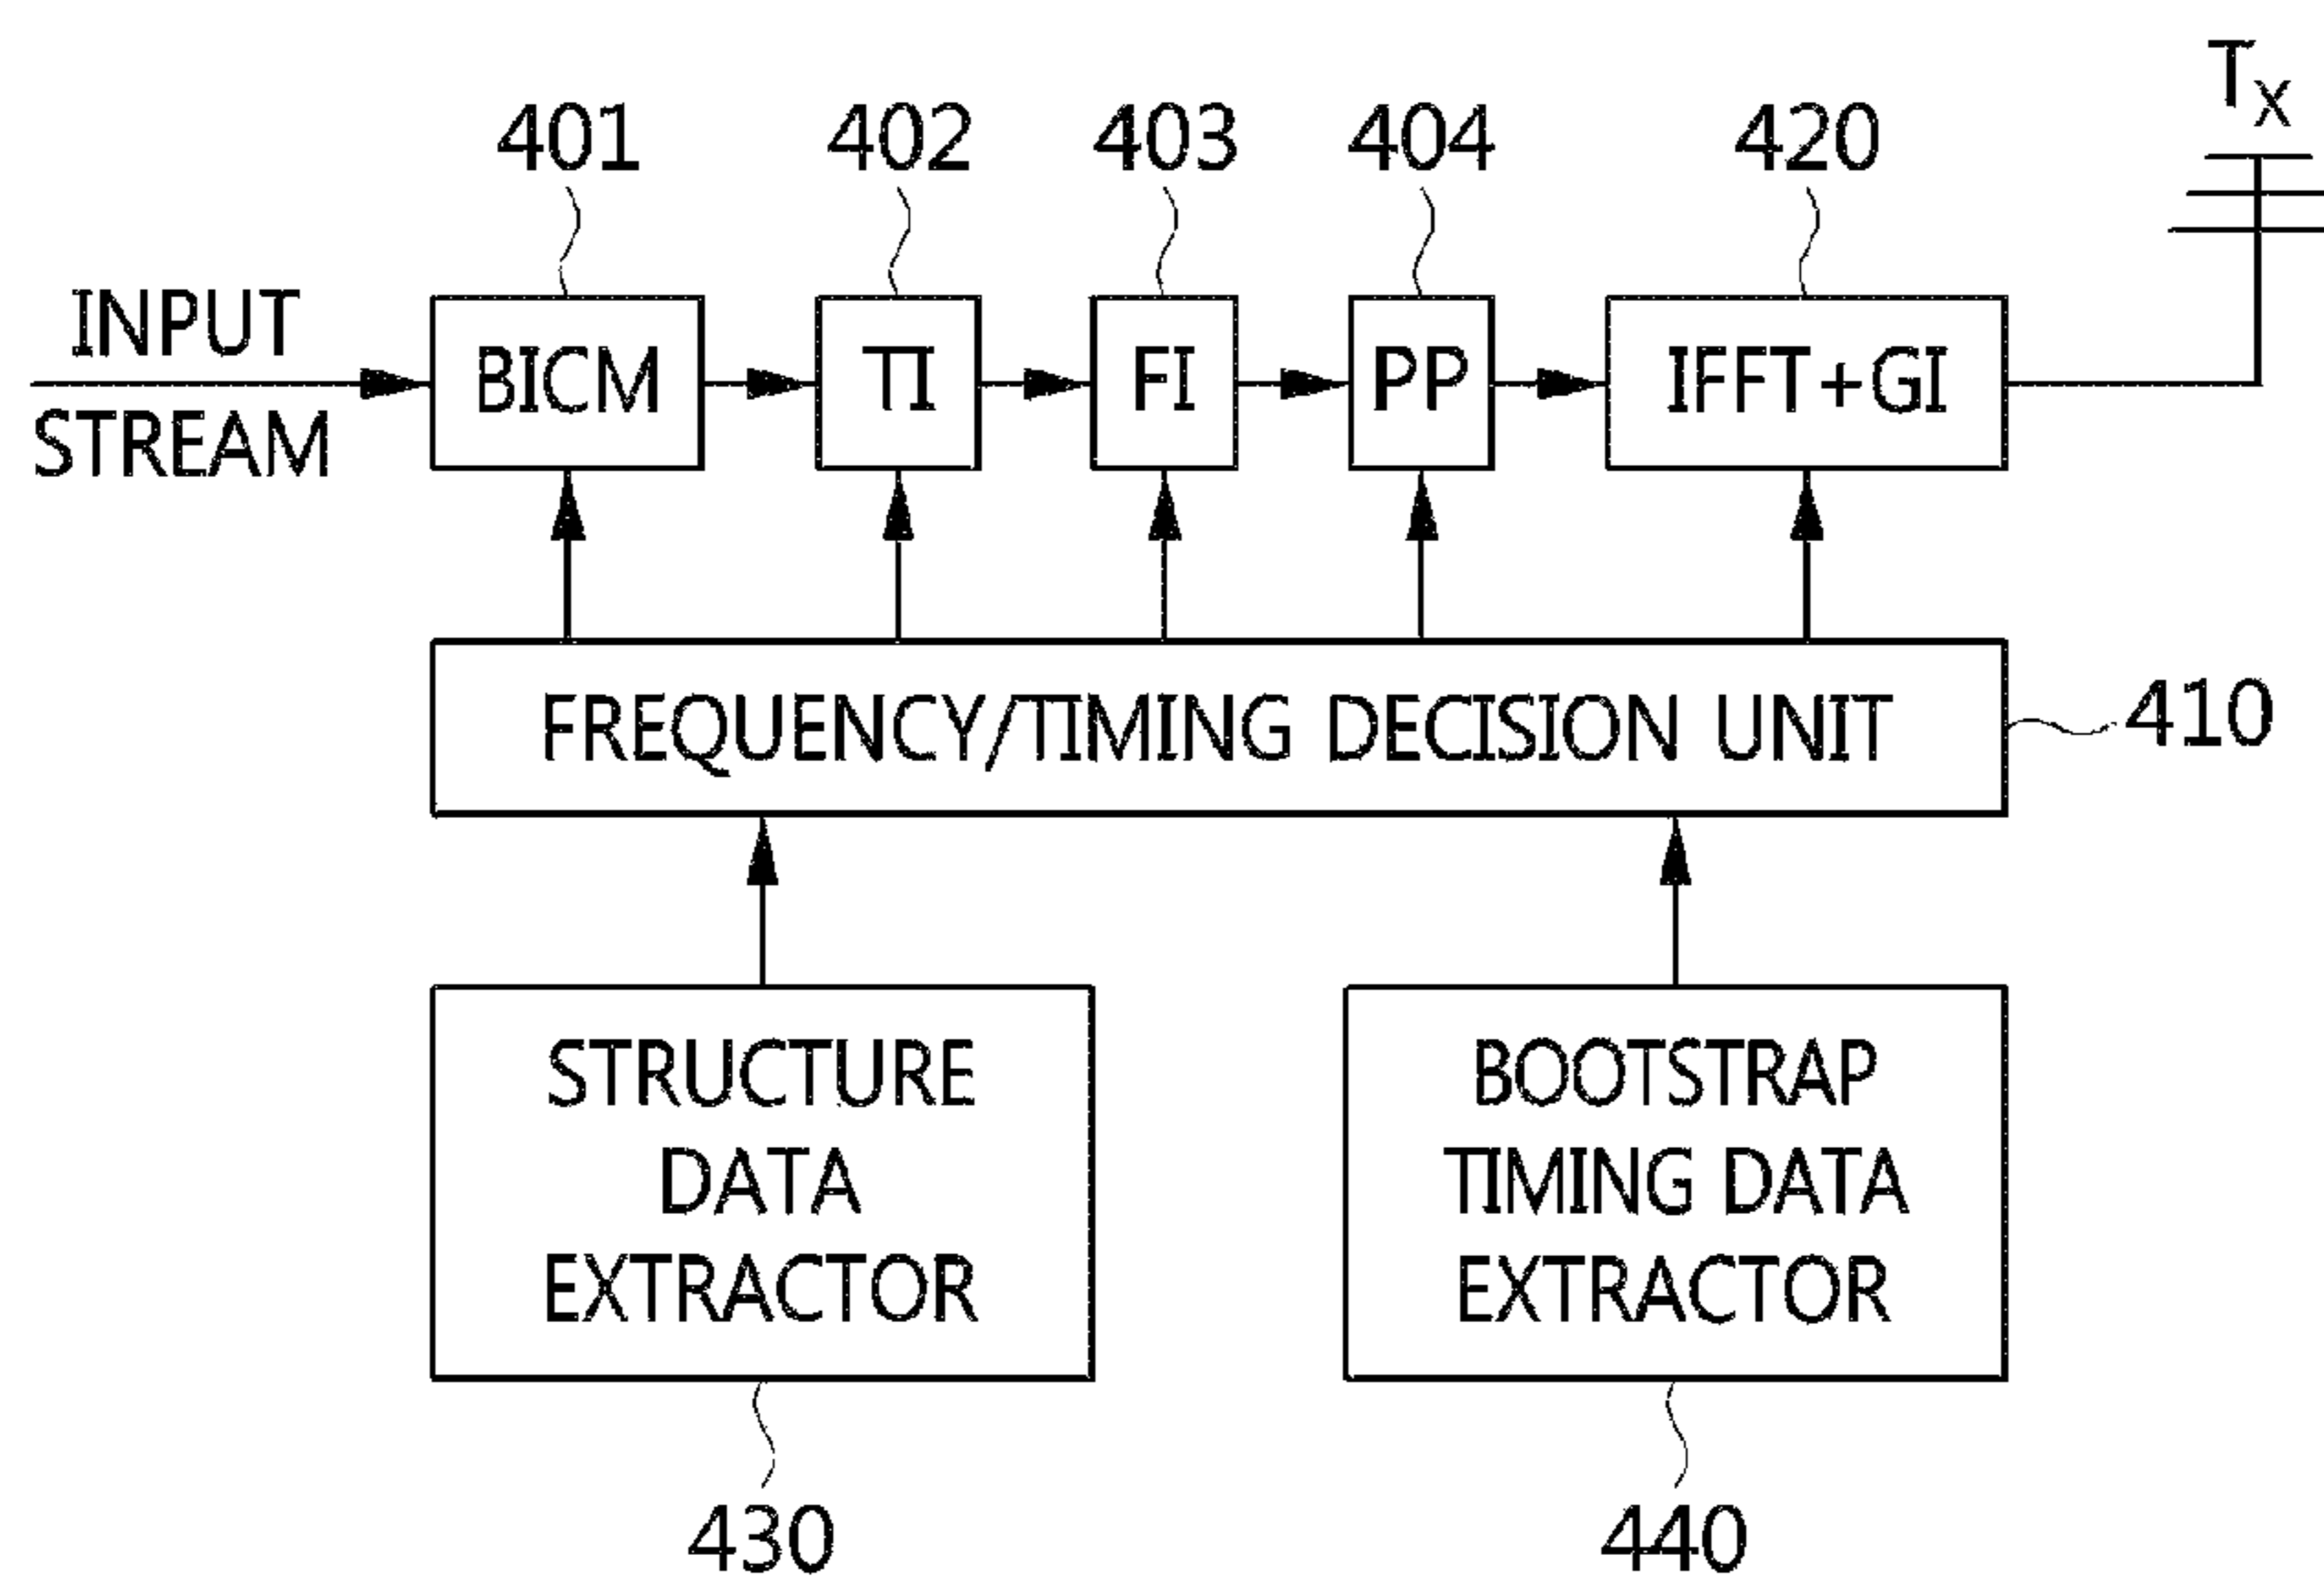 Tx
401
402
403
404
420
INPUT
STREAM
BICM
TI
FI
PP
IFFT+GI
FREQUENCY/TIMING DECISION UNIT
410
STRUCTURE
DATA
EXTRACTOR
BOOTSTRAP
TIMING DATA
EXTRACTOR
430
440